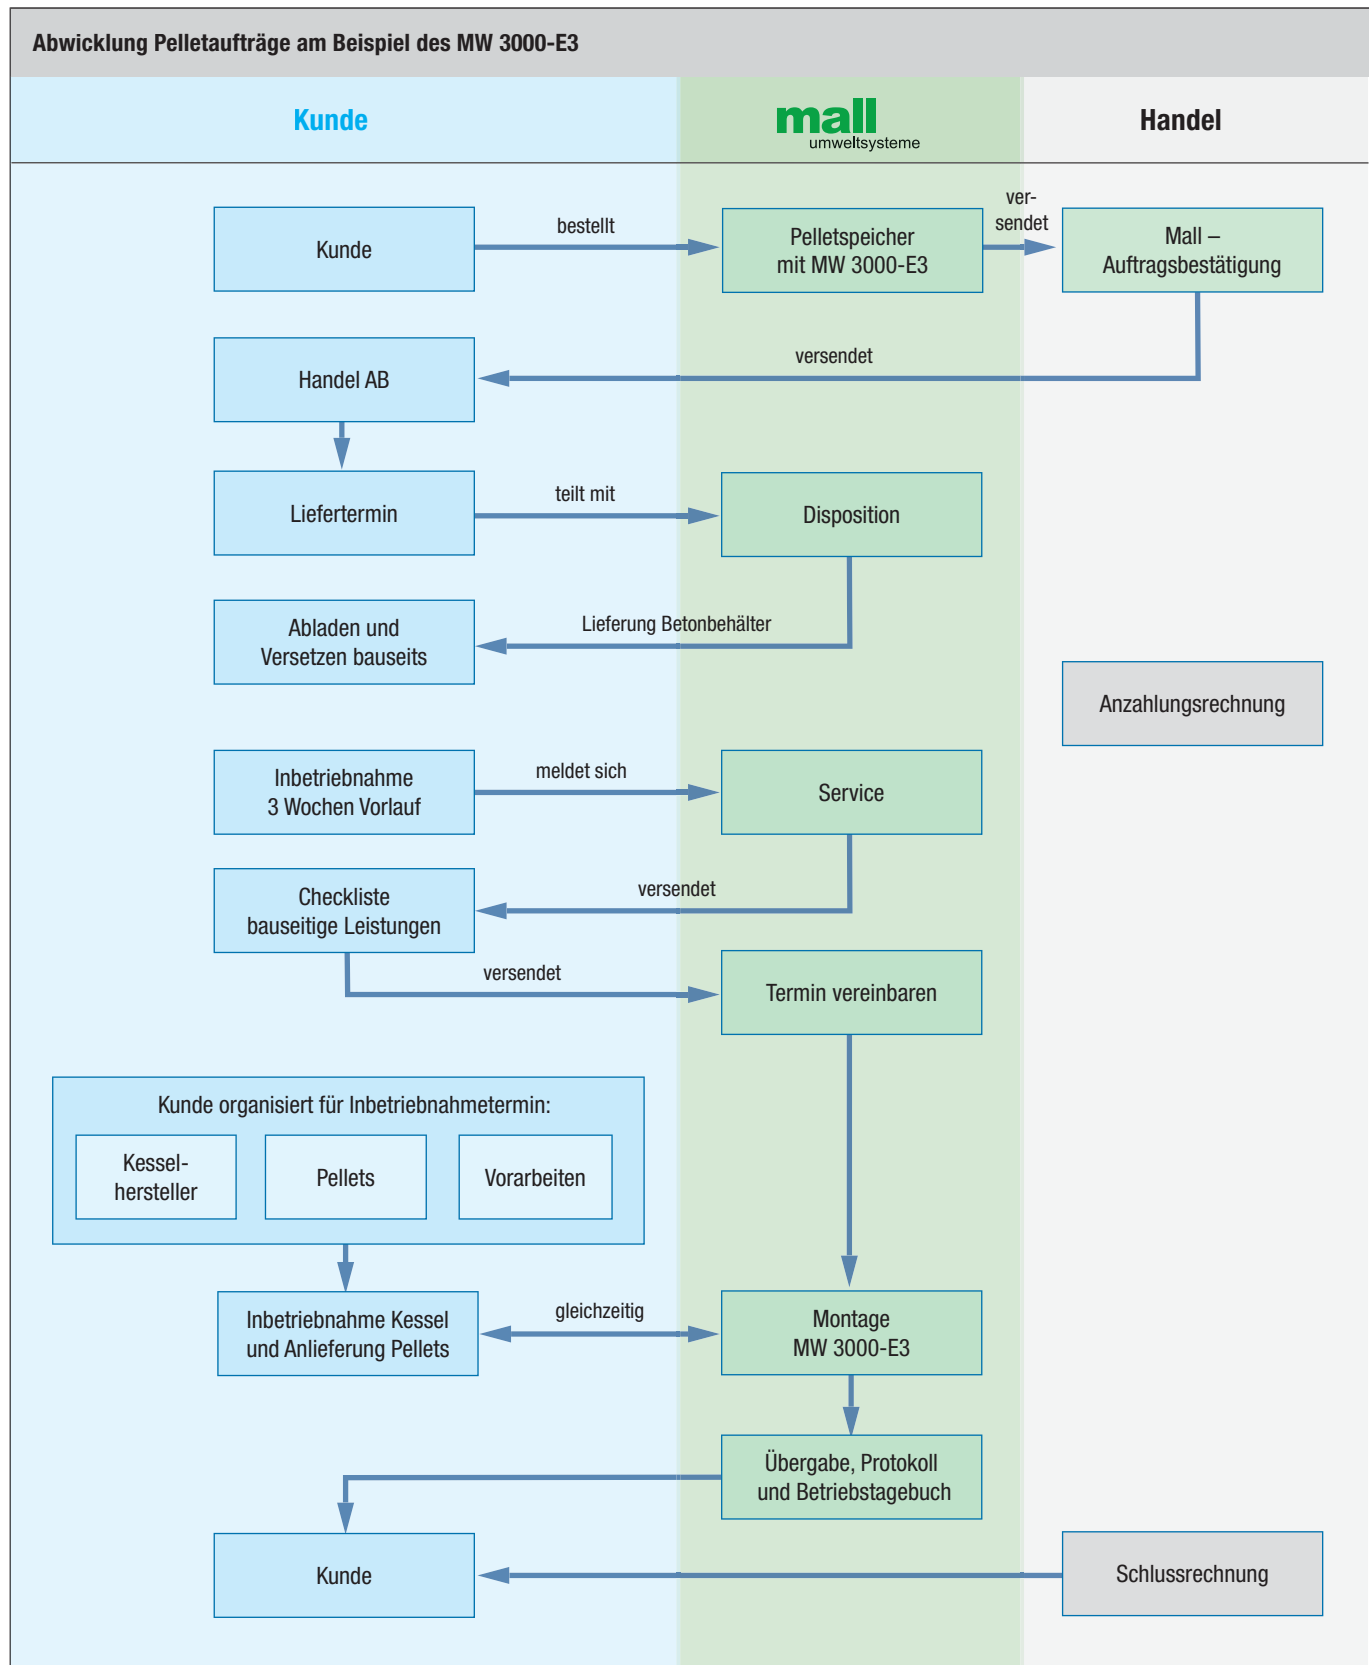 Abwicklung Pelletaufträge am Beispiel des MW 3000-E3
Kunde
mall
umweltsysteme
Handel
Kunde
bestellt
Pelletspeicher
mit MW 3000-E3
ver-
sendet
Mall –
Auftragsbestätigung
versendet
Handel AB
Liefertermin
teilt mit
Disposition
Lieferung Betonbehälter
Abladen und
Versetzen bauseits
Anzahlungsrechnung
Inbetriebnahme
3 Wochen Vorlauf
meldet sich
Service
versendet
Checkliste
bauseitige Leistungen
versendet
Termin vereinbaren
Kunde organisiert für Inbetriebnahmetermin:
Kessel-
hersteller
Pellets
Vorarbeiten
Inbetriebnahme Kessel
und Anlieferung Pellets
gleichzeitig
Montage
MW 3000-E3
Übergabe, Protokoll
und Betriebstagebuch
Kunde
Schlussrechnung